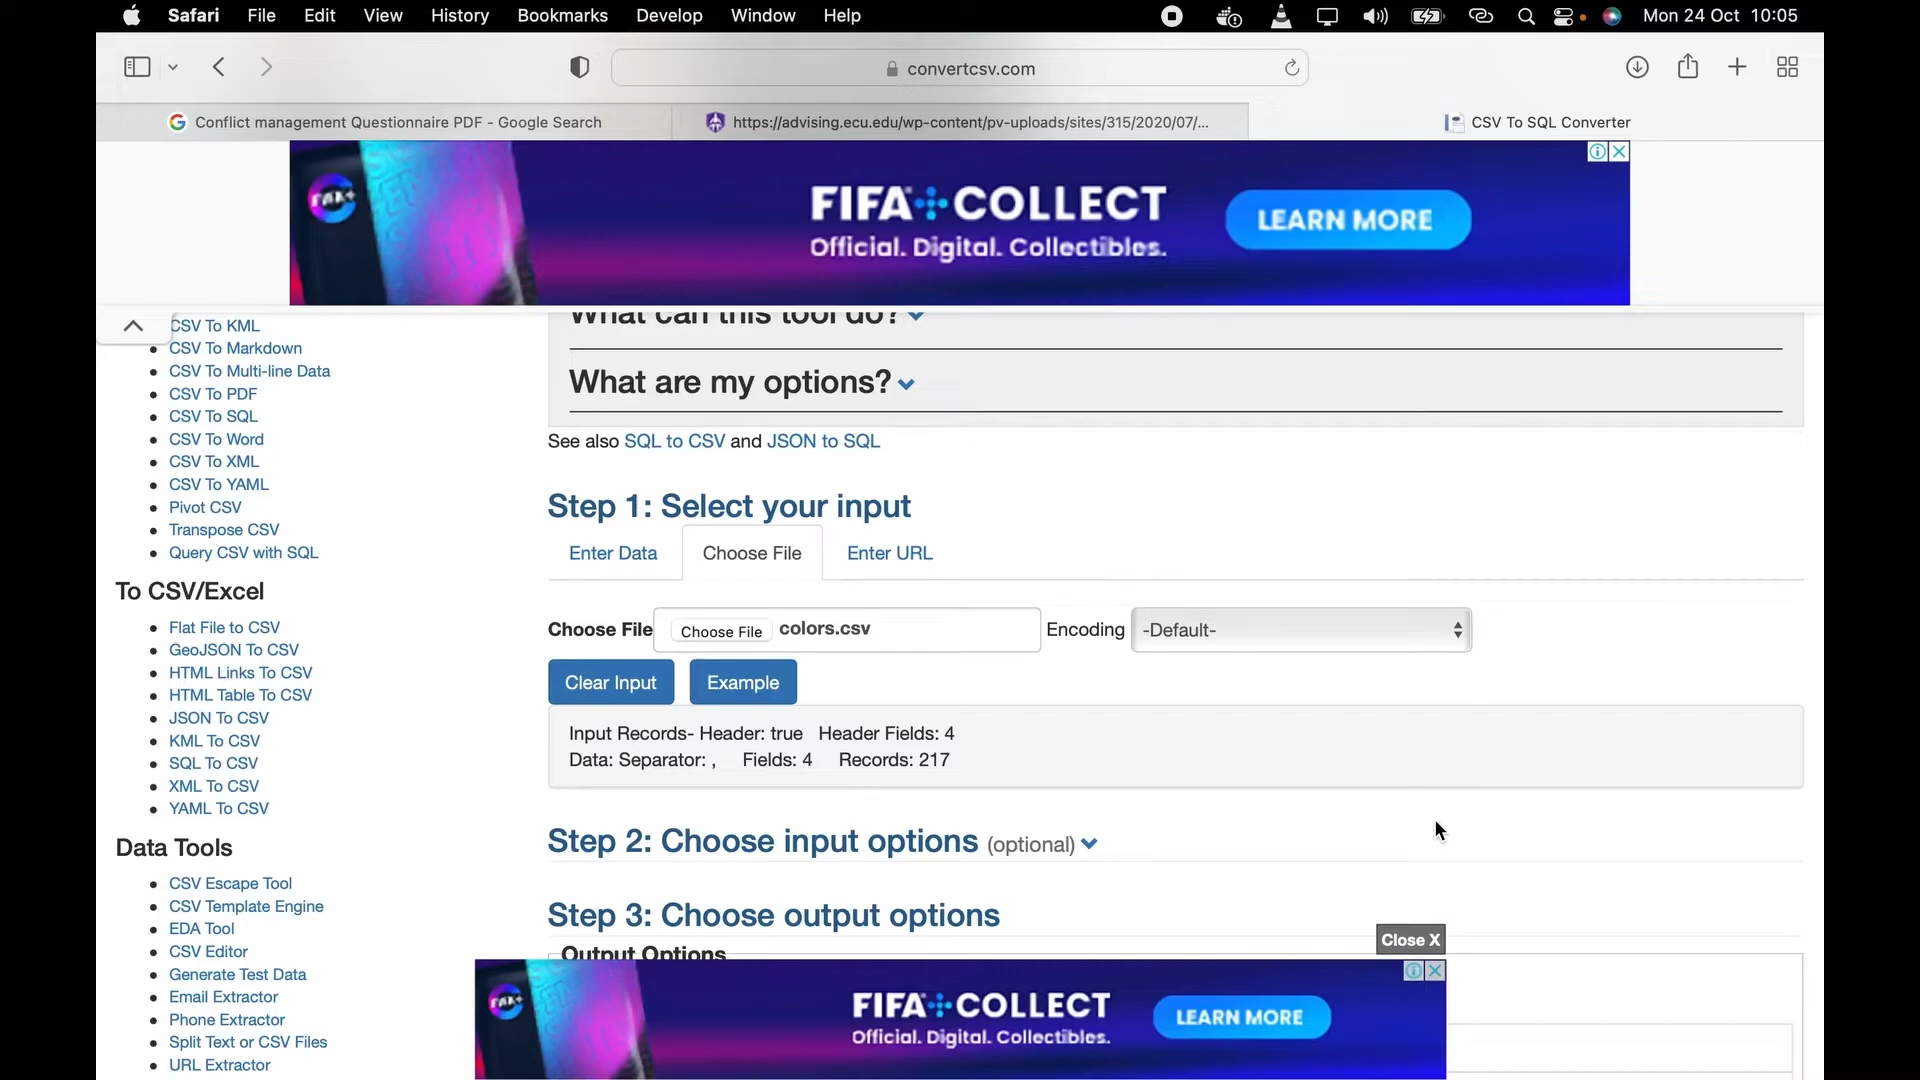 Safari File Edit View History Bookmarks Develop Window Help Mon 24 Oct 10:05
convertcsv.com
Conflict management Questionnaire PDF - Google Search
https://advising.ecu.edu/wp-content/pv-uploads/sites/315/2020/07/...
CSV To SQL Converter
FIFA+COLLECT
Official. Digital. Collectibles.
LEARN MORE
CSV To KML
CSV To Markdown
CSV To Multi-line Data
CSV To PDF
CSV To SQL
CSV To Word
CSV To XML
CSV To YAML
Pivot CSV
Transpose CSV
Query CSV with SQL
To CSV/Excel
Flat File to CSV
GeoJSON To CSV
HTML Links To CSV
HTML Table To CSV
JSON To CSV
KML To CSV
SQL To CSV
XML To CSV
YAML To CSV
Data Tools
CSV Escape Tool
CSV Template Engine
EDA Tool
CSV Editor
Generate Test Data
Email Extractor
Phone Extractor
Split Text or CSV Files
URL Extractor
What can this tool do?
What are my options?
See also SQL to CSV and JSON to SQL
Step 1: Select your input
Enter Data Choose File Enter URL
Choose File Choose File colors.csv Encoding -Default-
Clear Input Example
Input Records- Header: true Header Fields: 4
Data: Separator: , Fields: 4 Records: 217
Step 2: Choose input options (optional)
Step 3: Choose output options
Output Options
Close X
FIFA+COLLECT
Official. Digital. Collectibles.
LEARN MORE